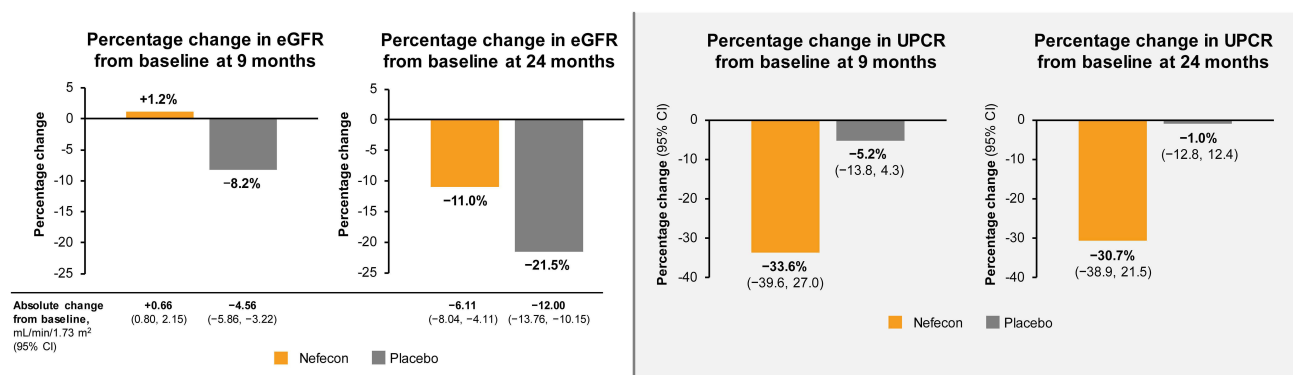 Percentage change in eGFR
from baseline at 9 months
Percentage change
5
0
-5
-10
-15
-20
-25
+1.2%
−8.2%
Percentage change in eGFR
from baseline at 24 months
Percentage change
5
0
-5
-10
-15
-20
-25
−11.0%
−21.5%
Absolute change
from baseline,
mL/min/1.73 m²
(95% CI)
+0.66
(0.80, 2.15)
−4.56
(−5.86, −3.22)
−6.11
(−8.04, −4.11)
−12.00
(−13.76, −10.15)
Nefecon
Placebo
Percentage change in UPCR
from baseline at 9 months
Percentage change (95% CI)
0
-10
-20
-30
-40
−33.6%
(−39.6, 27.0)
−5.2%
(−13.8, 4.3)
Percentage change in UPCR
from baseline at 24 months
Percentage change (95% CI)
0
-10
-20
-30
-40
−30.7%
(−38.9, 21.5)
−1.0%
(−12.8, 12.4)
Nefecon
Placebo